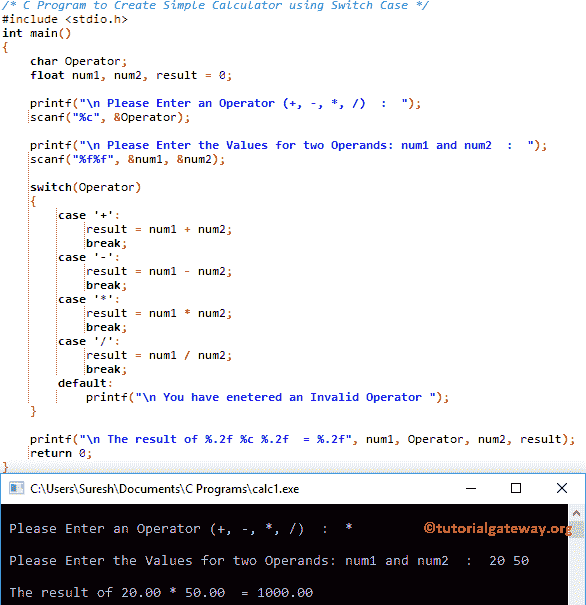 /* C Program to Create Simple Calculator using Switch Case */
#include <stdio.h>
int main()
{
    char Operator;
    float num1, num2, result = 0;

    printf("\n Please Enter an Operator (+, -, *, /)  :  ");
    scanf("%c", &Operator);

    printf("\n Please Enter the Values for two Operands: num1 and num2  :  ");
    scanf("%f%f", &num1, &num2);

    switch(Operator)
    {
        case '+':
            result = num1 + num2;
            break;
        case '-':
            result = num1 - num2;
            break;
        case '*':
            result = num1 * num2;
            break;
        case '/':
            result = num1 / num2;
            break;
        default:
            printf("\n You have enetered an Invalid Operator ");
    }

    printf("\n The result of %.2f %c %.2f  = %.2f", num1, Operator, num2, result);
    return 0;
}
C:\Users\Suresh\Documents\C Programs\calc1.exe
Please Enter an Operator (+, -, *, /)  :  *
©tutorialgateway.org
Please Enter the Values for two Operands: num1 and num2  :  20 50
The result of 20.00 * 50.00  = 1000.00